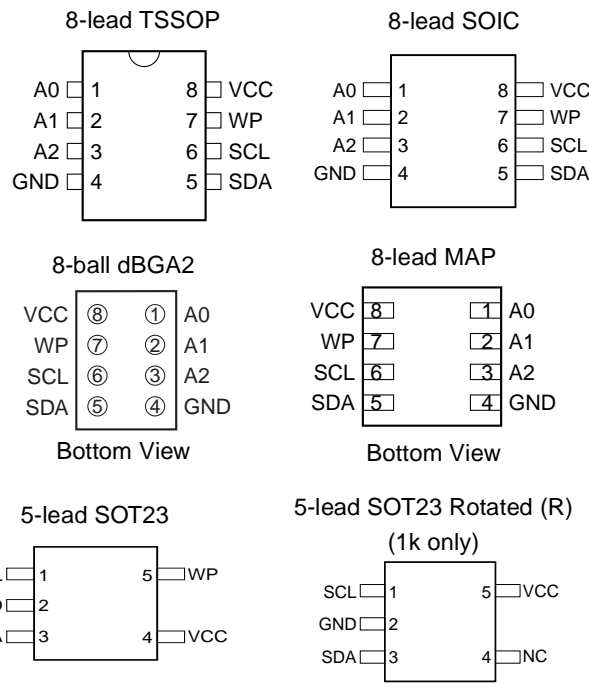 8-lead TSSOP
A0 1 8 VCC
A1 2 7 WP
A2 3 6 SCL
GND 4 5 SDA
8-lead SOIC
A0 1 8 VCC
A1 2 7 WP
A2 3 6 SCL
GND 4 5 SDA
8-ball dBGA2
VCC 8 1 A0
WP 7 2 A1
SCL 6 3 A2
SDA 5 4 GND
Bottom View
8-lead MAP
VCC 8 1 A0
WP 7 2 A1
SCL 6 3 A2
SDA 5 4 GND
Bottom View
5-lead SOT23
1 5 WP
2
3 4 VCC
5-lead SOT23 Rotated (R)
(1k only)
SCL 1 5 VCC
GND 2
SDA 3 4 NC